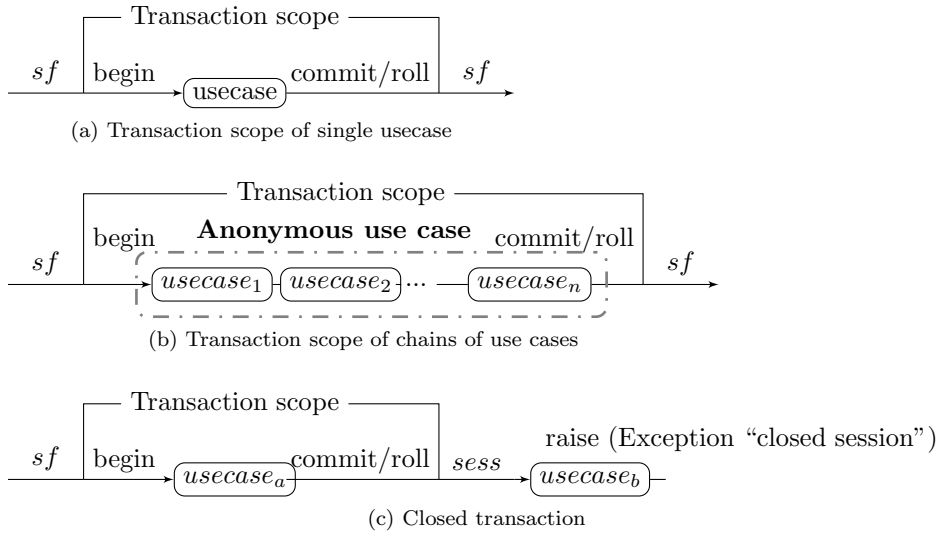 Transaction scope
sf begin commit/roll sf
usecase
(a) Transaction scope of single usecase
Transaction scope
begin Anonymous use case commit/roll
sf sf
usecase₁ usecase₂ ... usecaseₙ
(b) Transaction scope of chains of use cases
Transaction scope
raise (Exception “closed session”)
sf begin commit/roll sess
usecaseₐ usecase_b
(c) Closed transaction